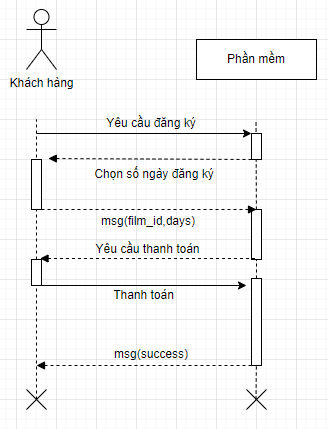 Khách hàng
Phần mềm
Yêu cầu đăng ký
Chọn số ngày đăng ký
msg(film_id,days)
Yêu cầu thanh toán
Thanh toán
msg(success)